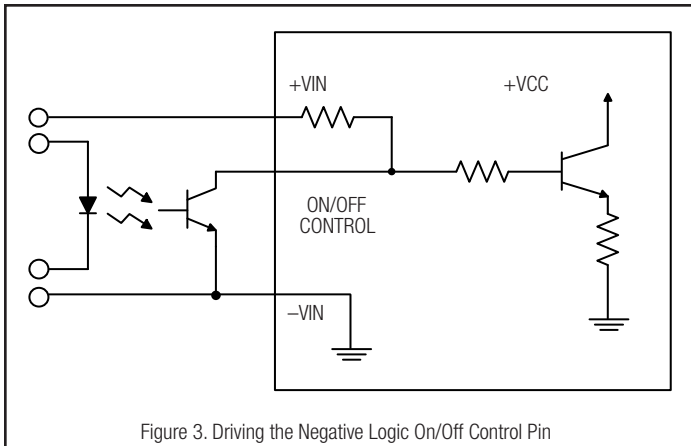 +VIN
+VCC
ON/OFF
CONTROL
–VIN
Figure 3. Driving the Negative Logic On/Off Control Pin